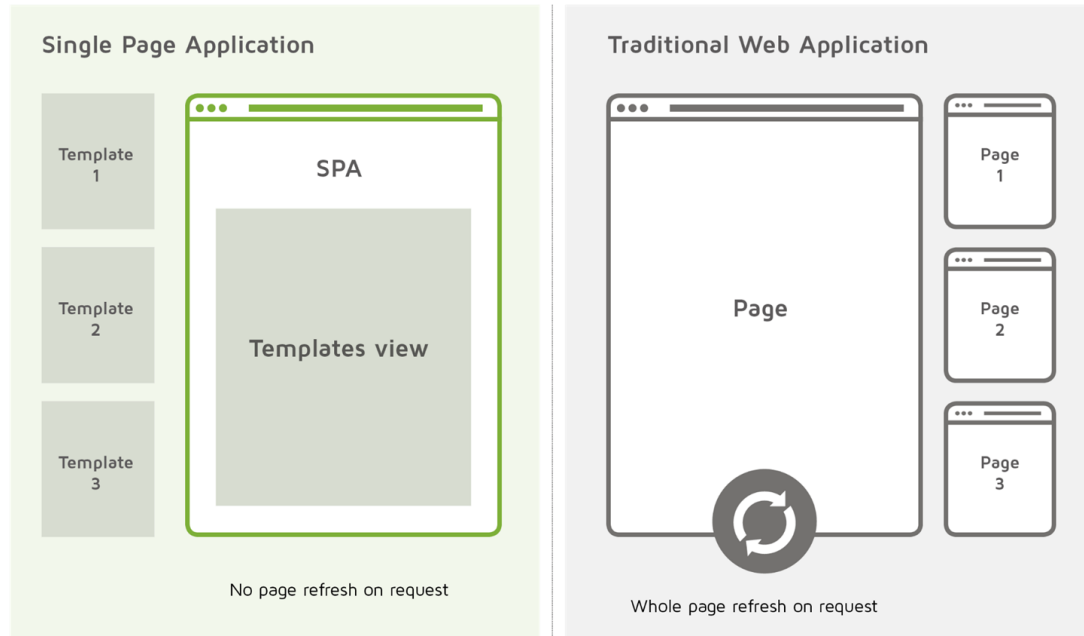 Single Page Application
Template
1
Template
2
Template
3
SPA
Templates view
No page refresh on request
Traditional Web Application
Page
Page
1
Page
2
Page
3
Whole page refresh on request